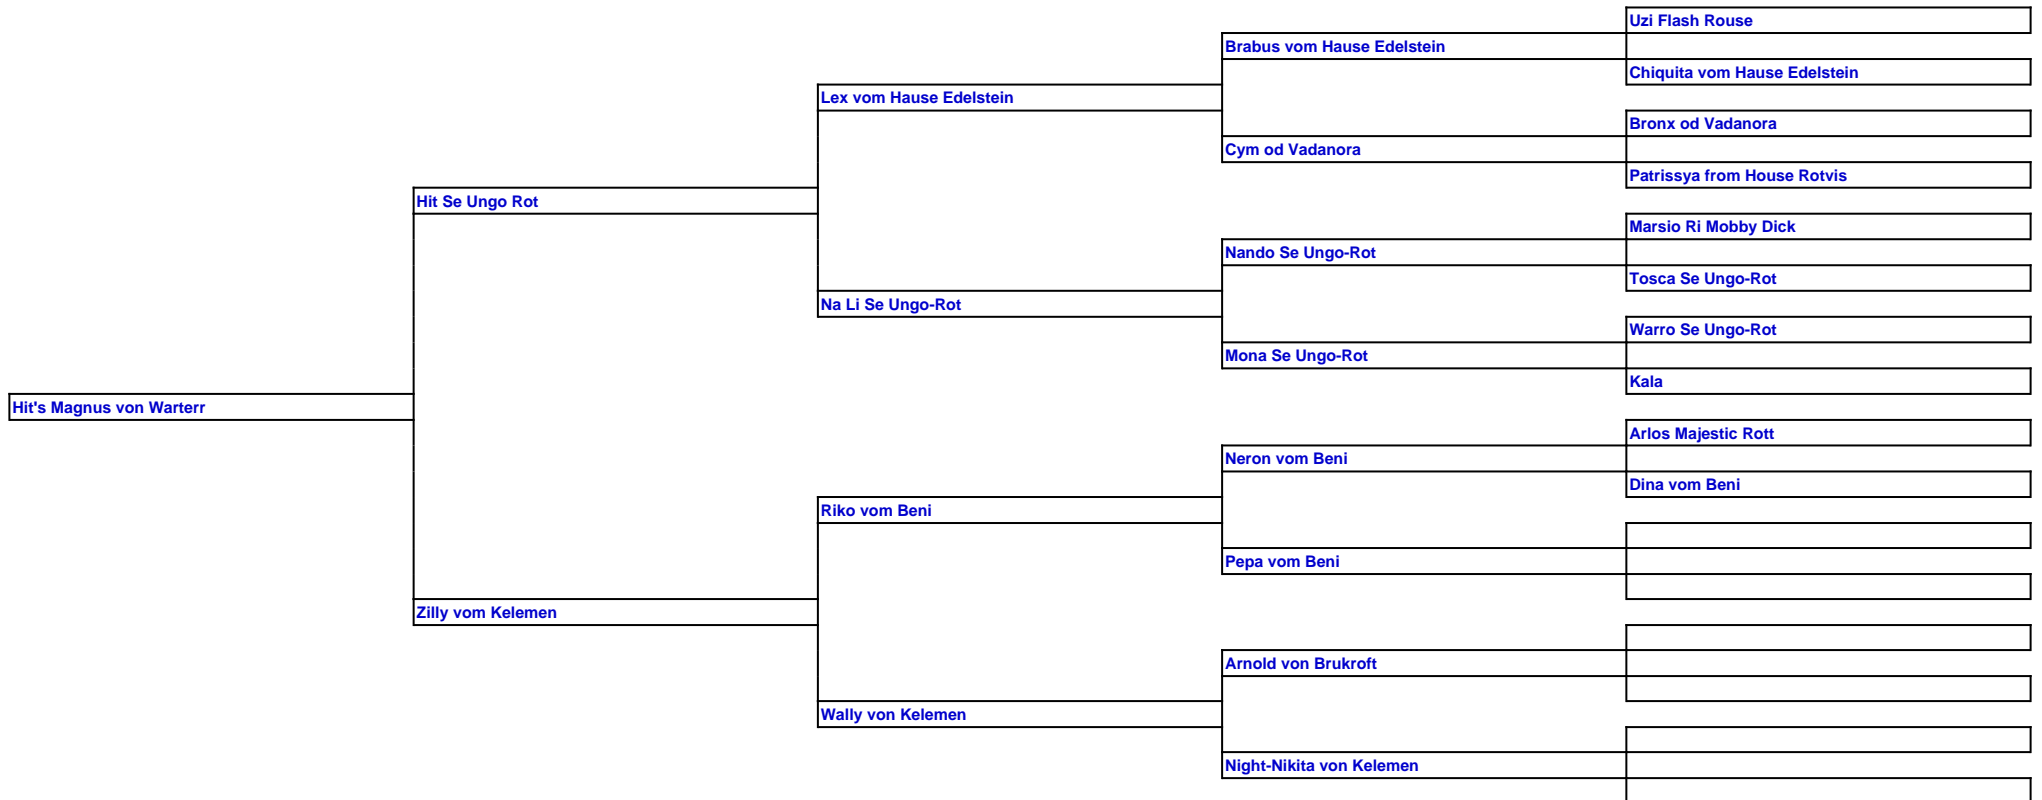 Uzi Flash Rouse
Brabus vom Hause Edelstein
Chiquita vom Hause Edelstein
Lex vom Hause Edelstein
Bronx od Vadanora
Cym od Vadanora
Patrissya from House Rotvis
Hit Se Ungo Rot
Marsio Ri Mobby Dick
Nando Se Ungo-Rot
Tosca Se Ungo-Rot
Na Li Se Ungo-Rot
Warro Se Ungo-Rot
Mona Se Ungo-Rot
Kala
Hit's Magnus von Warterr
Arlos Majestic Rott
Neron vom Beni
Dina vom Beni
Riko vom Beni
Pepa vom Beni
Zilly vom Kelemen
Arnold von Brukroft
Wally von Kelemen
Night-Nikita von Kelemen